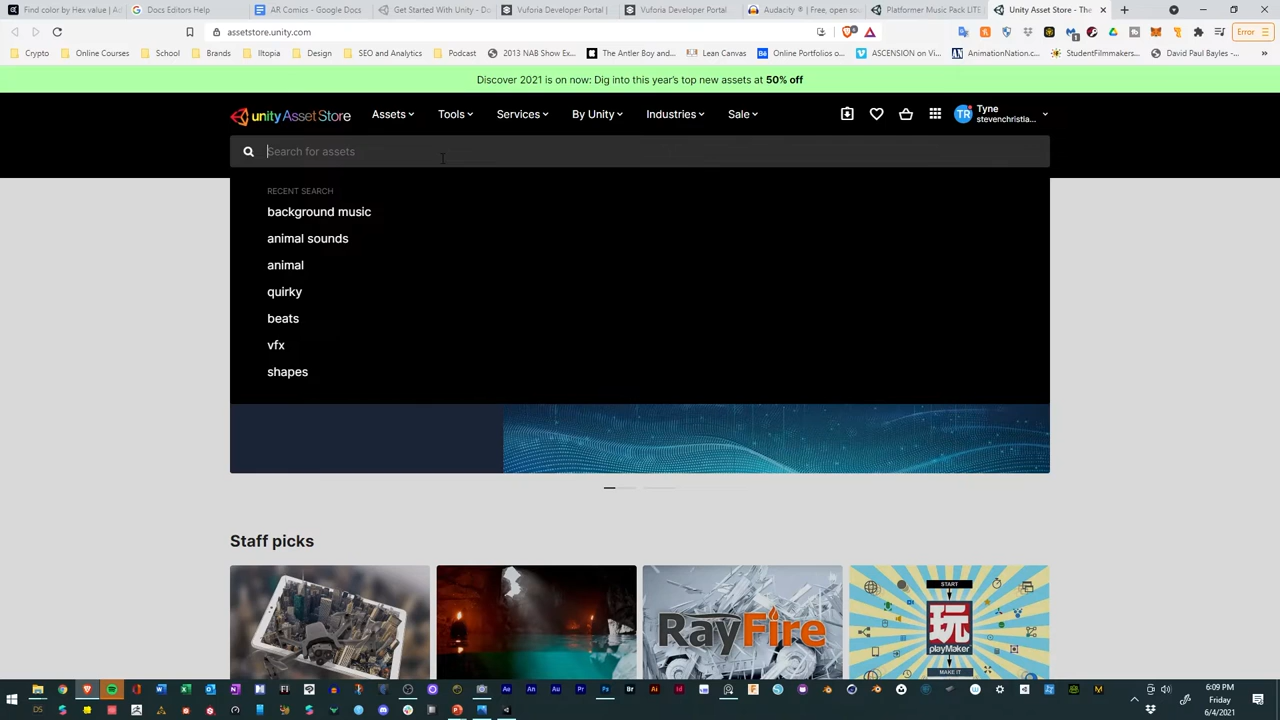 Find color by Hex value | Ad
Docs Editors Help
AR Comics - Google Docs
Get Started With Unity - Do
Vuforia Developer Portal |
Vuforia Developer Portal
Audacity ® | Free, open so
Platformer Music Pack LITE
Unity Asset Store - The
assetstore.unity.com
Error
Crypto
Online Courses
School
Brands
Iltopia
Design
SEO and Analytics
Podcast
2013 NAB Show Ex...
The Antler Boy and...
Lean Canvas
Online Portfolios o...
ASCENSION on Vi...
AnimationNation.c...
StudentFilmmakers...
David Paul Bayles -...
Discover 2021 is on now: Dig into this year's top new assets at 50% off
unity Asset Store
Assets
Tools
Services
By Unity
Industries
Sale
TR
Tyne
stevenchristia...
Search for assets
RECENT SEARCH
background music
animal sounds
animal
quirky
beats
vfx
shapes
Staff picks
RayFire
START
玩
playMaker
MAKE IT
6:09 PM
Friday
6/4/2021